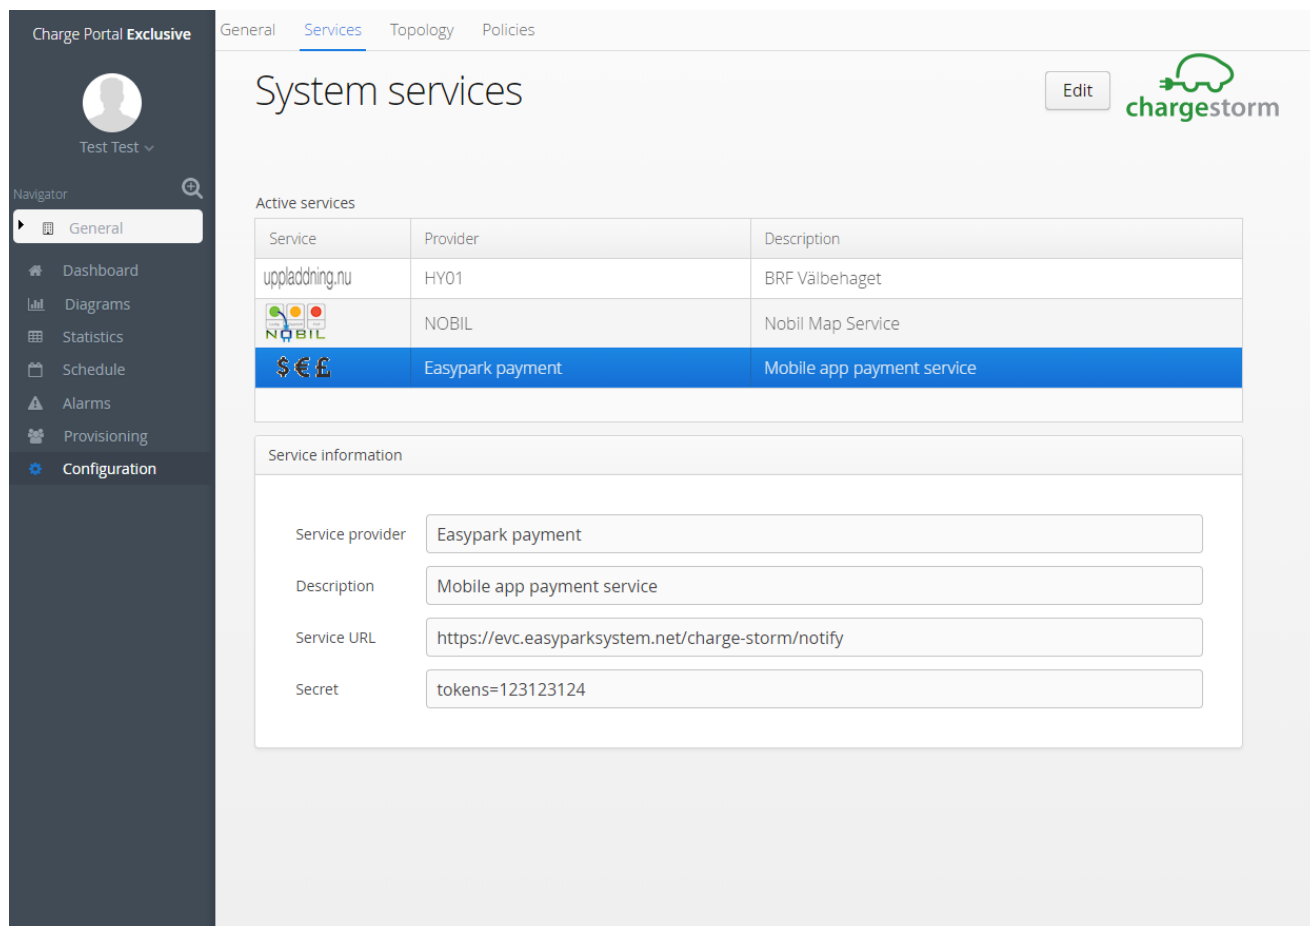 Charge Portal Exclusive
General Services Topology Policies
System services
Edit
chargestorm
Test Test
Navigator
General
Dashboard
Diagrams
Statistics
Schedule
Alarms
Provisioning
Configuration
Active services
Service Provider Description
uppladdning.nu HY01 BRF Välbehaget
NOBIL NOBIL Nobil Map Service
$ € £ Easypark payment Mobile app payment service
Service information
Service provider Easypark payment
Description Mobile app payment service
Service URL https://evc.easyparksystem.net/charge-storm/notify
Secret tokens=123123124